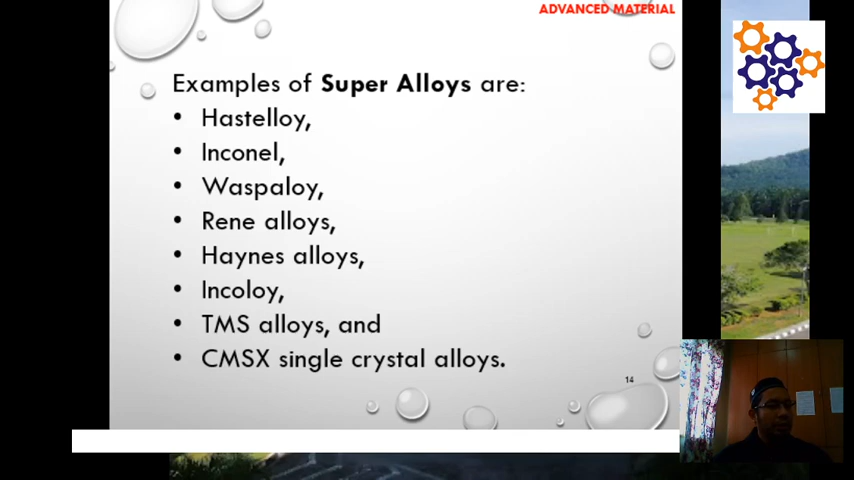 ADVANCED MATERIAL
Examples of Super Alloys are:
• Hastelloy,
• Inconel,
• Waspaloy,
• Rene alloys,
• Haynes alloys,
• Incoloy,
• TMS alloys, and
• CMSX single crystal alloys.
14